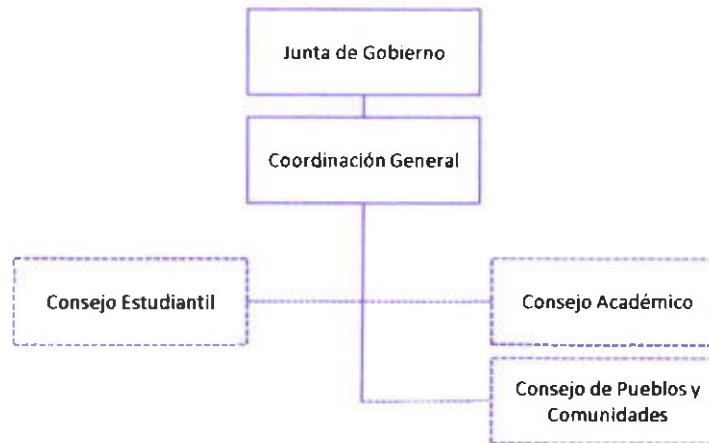 Junta de Gobierno
Coordinación General
Consejo Estudiantil
Consejo Académico
Consejo de Pueblos y
Comunidades